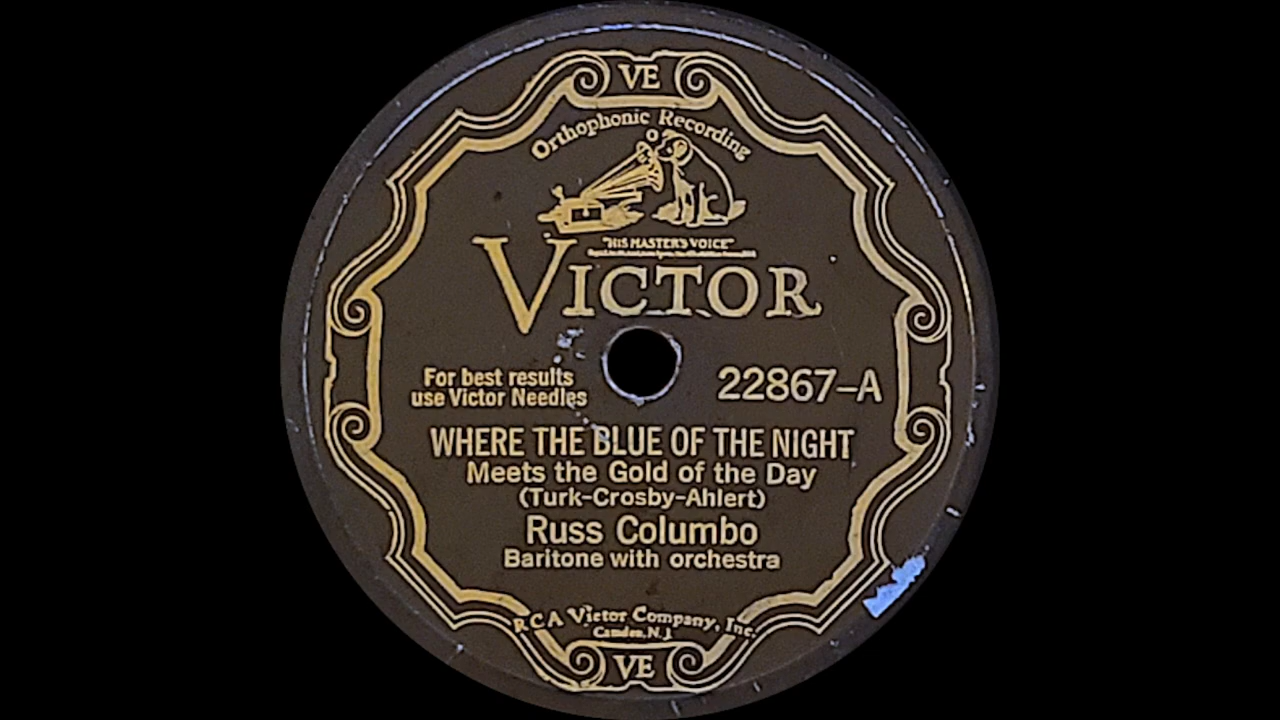 VE
Orthophonic Recording
"HIS MASTER'S VOICE"
VICTOR
For best results
use Victor Needles
22867–A
WHERE THE BLUE OF THE NIGHT
Meets the Gold of the Day
(Turk–Crosby–Ahlert)
Russ Columbo
Baritone with orchestra
RCA Victor Company, Inc.
Camden, N.J.
VE